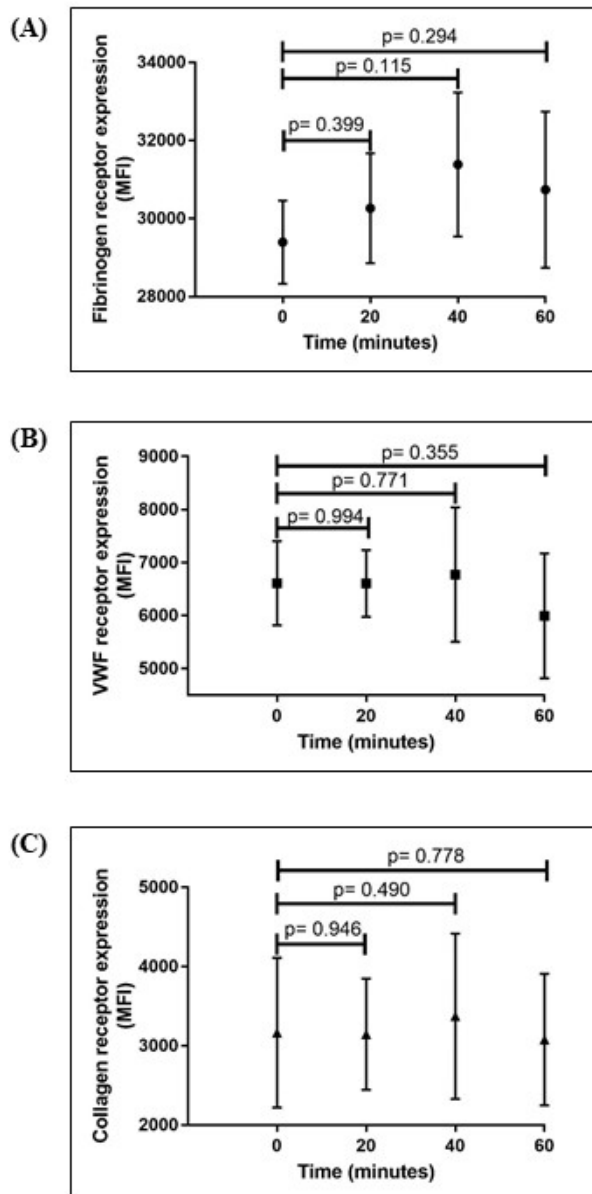 (A)
p= 0.294
p= 0.115
p= 0.399
Fibrinogen receptor expression
(MFI)
34000
32000
30000
28000
0 20 40 60
Time (minutes)
(B)
p= 0.355
p= 0.771
p= 0.994
VWF receptor expression
(MFI)
9000
8000
7000
6000
5000
0 20 40 60
Time (minutes)
(C)
p= 0.778
p= 0.490
p= 0.946
Collagen receptor expression
(MFI)
5000
4000
3000
2000
0 20 40 60
Time (minutes)